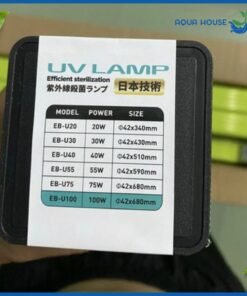 AQUA HOUSE
UV LAMP
Efficient sterilization
紫外線殺菌ランプ 日本技術
MODEL POWER SIZE
EB-U20 20W Φ42x340mm
EB-U30 30W Φ42x430mm
EB-U40 40W Φ42x510mm
EB-U55 55W Φ42x590mm
EB-U75 75W Φ42x680mm
EB-U100 100W Φ42x680mm